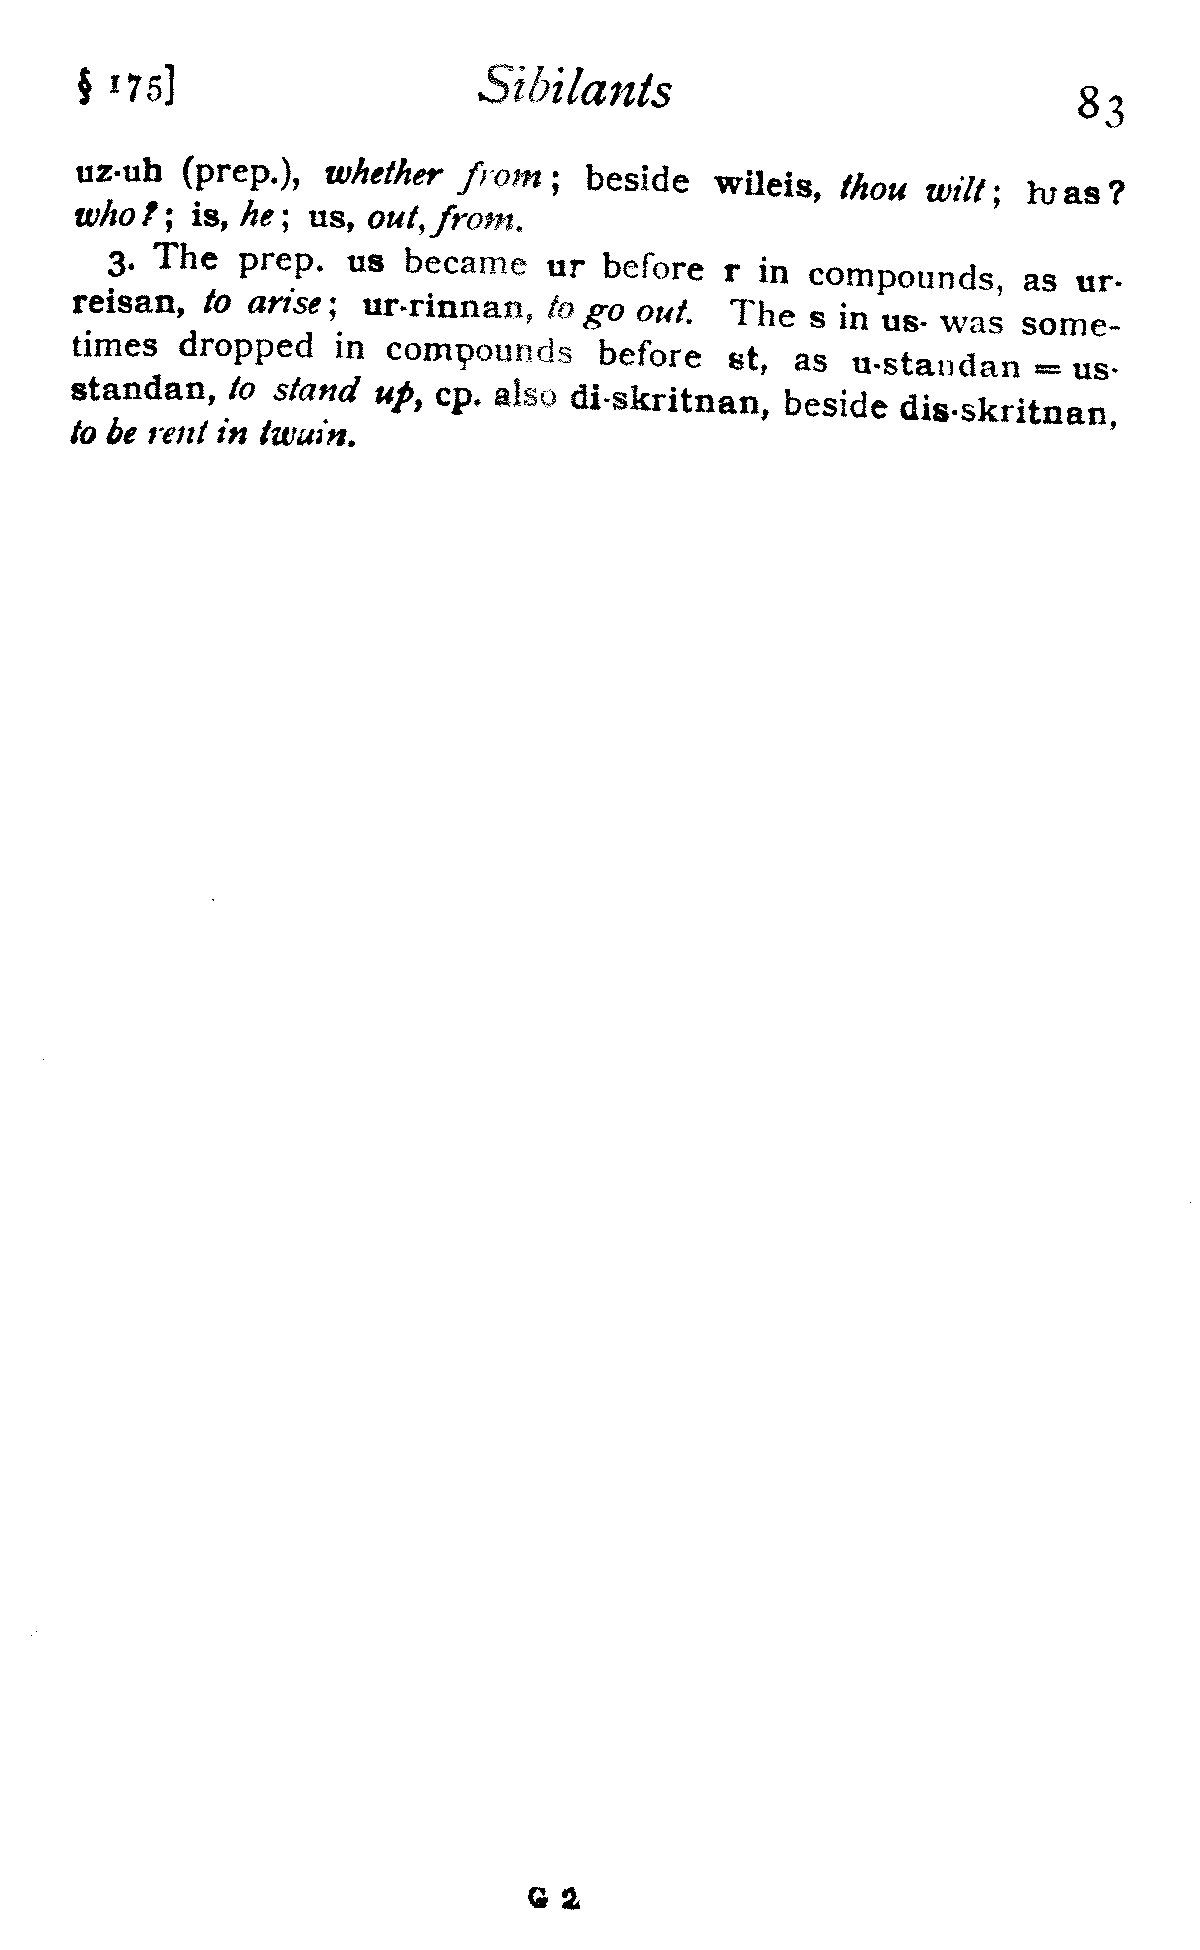 § 175] Sibilants 83
uz-uh (prep.), whether from; beside wileis, thou wilt; ƕas?
who?; is, he; us, out, from.
3. The prep. us became ur before r in compounds, as ur-
reisan, to arise; ur-rinnan, to go out. The s in us- was some-
times dropped in compounds before st, as u-standan = us-
standan, to stand up, cp. also di-skritnan, beside dis-skritnan,
to be rent in twain.
G 2